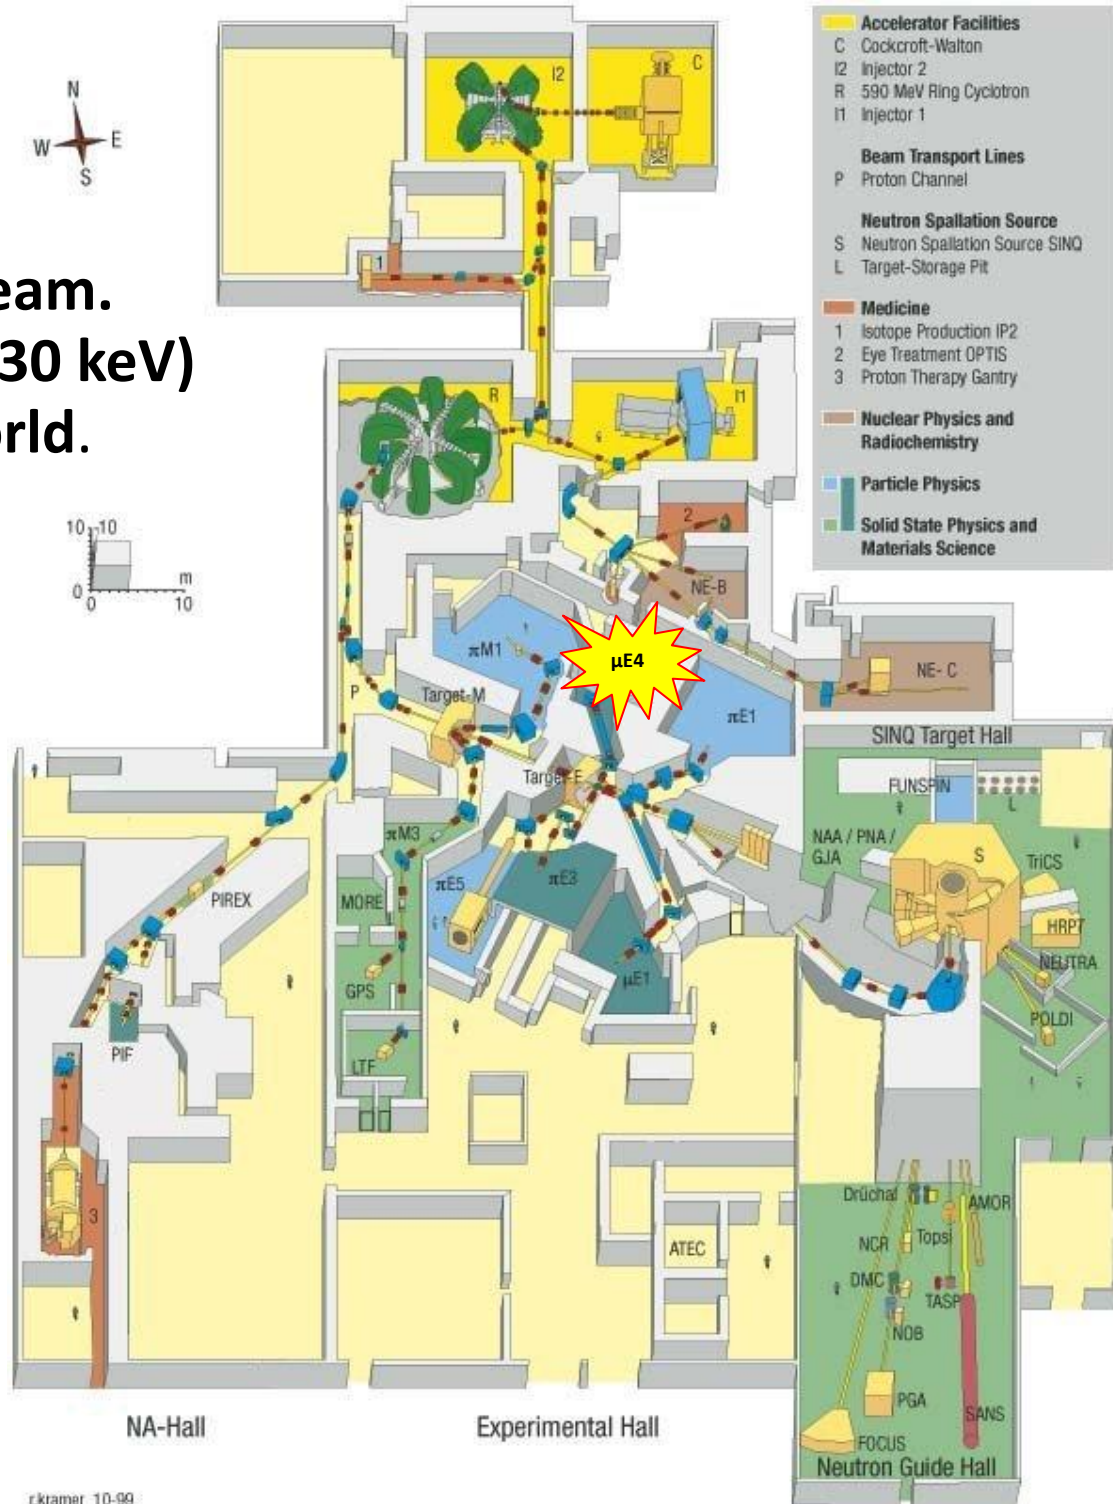 N
W E
S
eam.
30 keV)
orld.
10 10
0
0 10
m
Accelerator Facilities
C Cockcroft-Walton
I2 Injector 2
R 590 MeV Ring Cyclotron
I1 Injector 1
Beam Transport Lines
P Proton Channel
Neutron Spallation Source
S Neutron Spallation Source SINQ
L Target-Storage Pit
Medicine
1 Isotope Production IP2
2 Eye Treatment OPTIS
3 Proton Therapy Gantry
Nuclear Physics and
Radiochemistry
Particle Physics
Solid State Physics and
Materials Science
I2
C
1
R
I1
2
NE-B
πM1
μE4
NE- C
P
Target-M
πE1
SINQ Target Hall
Target-E
FUNSPIN
L
πM3
NAA / PNA /
GJA
S
TriCS
πE5
πE3
PIREX
MORE
HRPT
NEUTRA
GPS
μE1
POLDI
PIF
LTF
3
Drüchal
AMOR
NCR
Topsi
ATEC
DMC
TASP
NOB
PGA
SANS
FOCUS
NA-Hall
Experimental Hall
Neutron Guide Hall
r.kramer 10-99